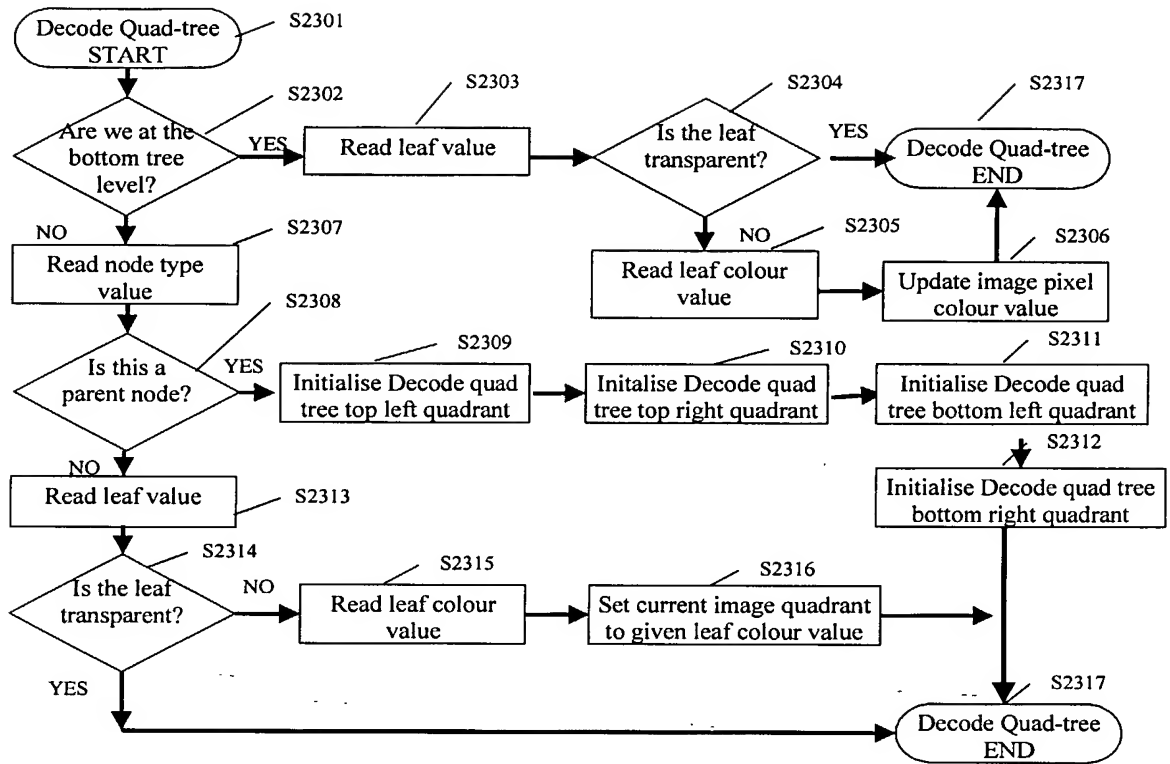 Decode Quad-tree
START
S2301
Are we at the
bottom tree
level?
S2302
YES
Read leaf value
S2303
Is the leaf
transparent?
S2304
YES
Decode Quad-tree
END
S2317
NO
Read leaf colour
value
S2305
Update image pixel
colour value
S2306
NO
Read node type
value
S2307
Is this a
parent node?
S2308
YES
Initialise Decode quad
tree top left quadrant
S2309
Initalise Decode quad
tree top right quadrant
S2310
Initialise Decode quad
tree bottom left quadrant
S2311
Initialise Decode quad tree
bottom right quadrant
S2312
NO
Read leaf value
S2313
Is the leaf
transparent?
S2314
NO
Read leaf colour
value
S2315
Set current image quadrant
to given leaf colour value
S2316
YES
Decode Quad-tree
END
S2317